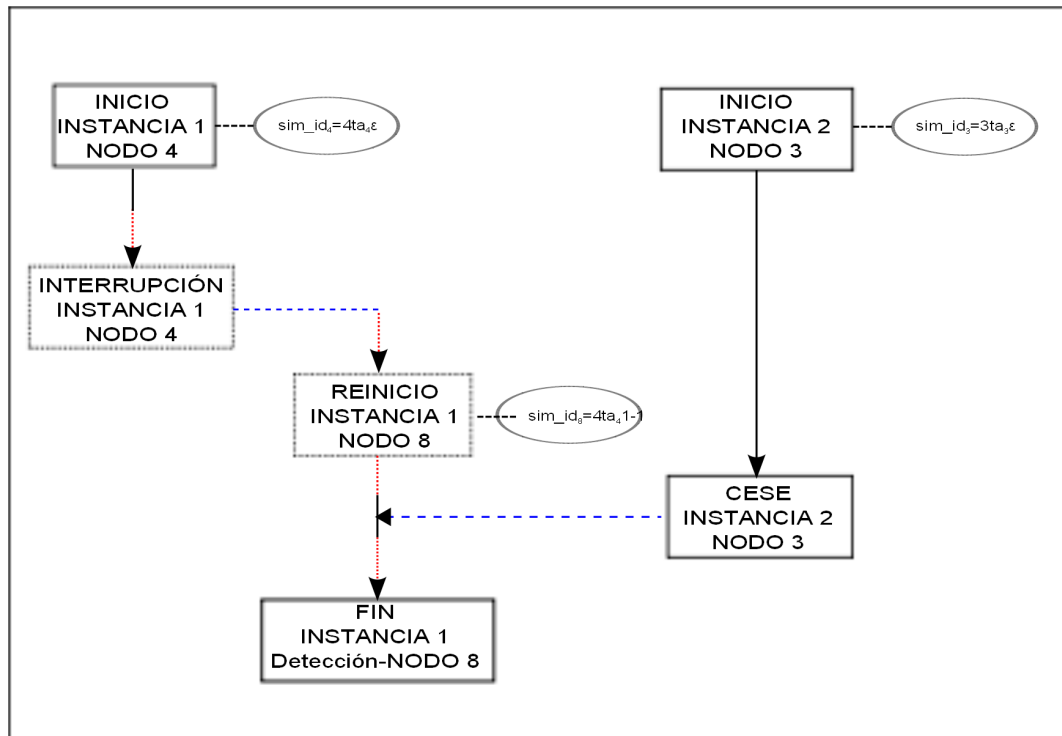 INICIO
INSTANCIA 1
NODO 4
sim_id₄=4ta₄ε
INICIO
INSTANCIA 2
NODO 3
sim_id₃=3ta₃ε
INTERRUPCIÓN
INSTANCIA 1
NODO 4
REINICIO
INSTANCIA 1
NODO 8
sim_id₈=4ta₄1-1
CESE
INSTANCIA 2
NODO 3
FIN
INSTANCIA 1
Detección-NODO 8